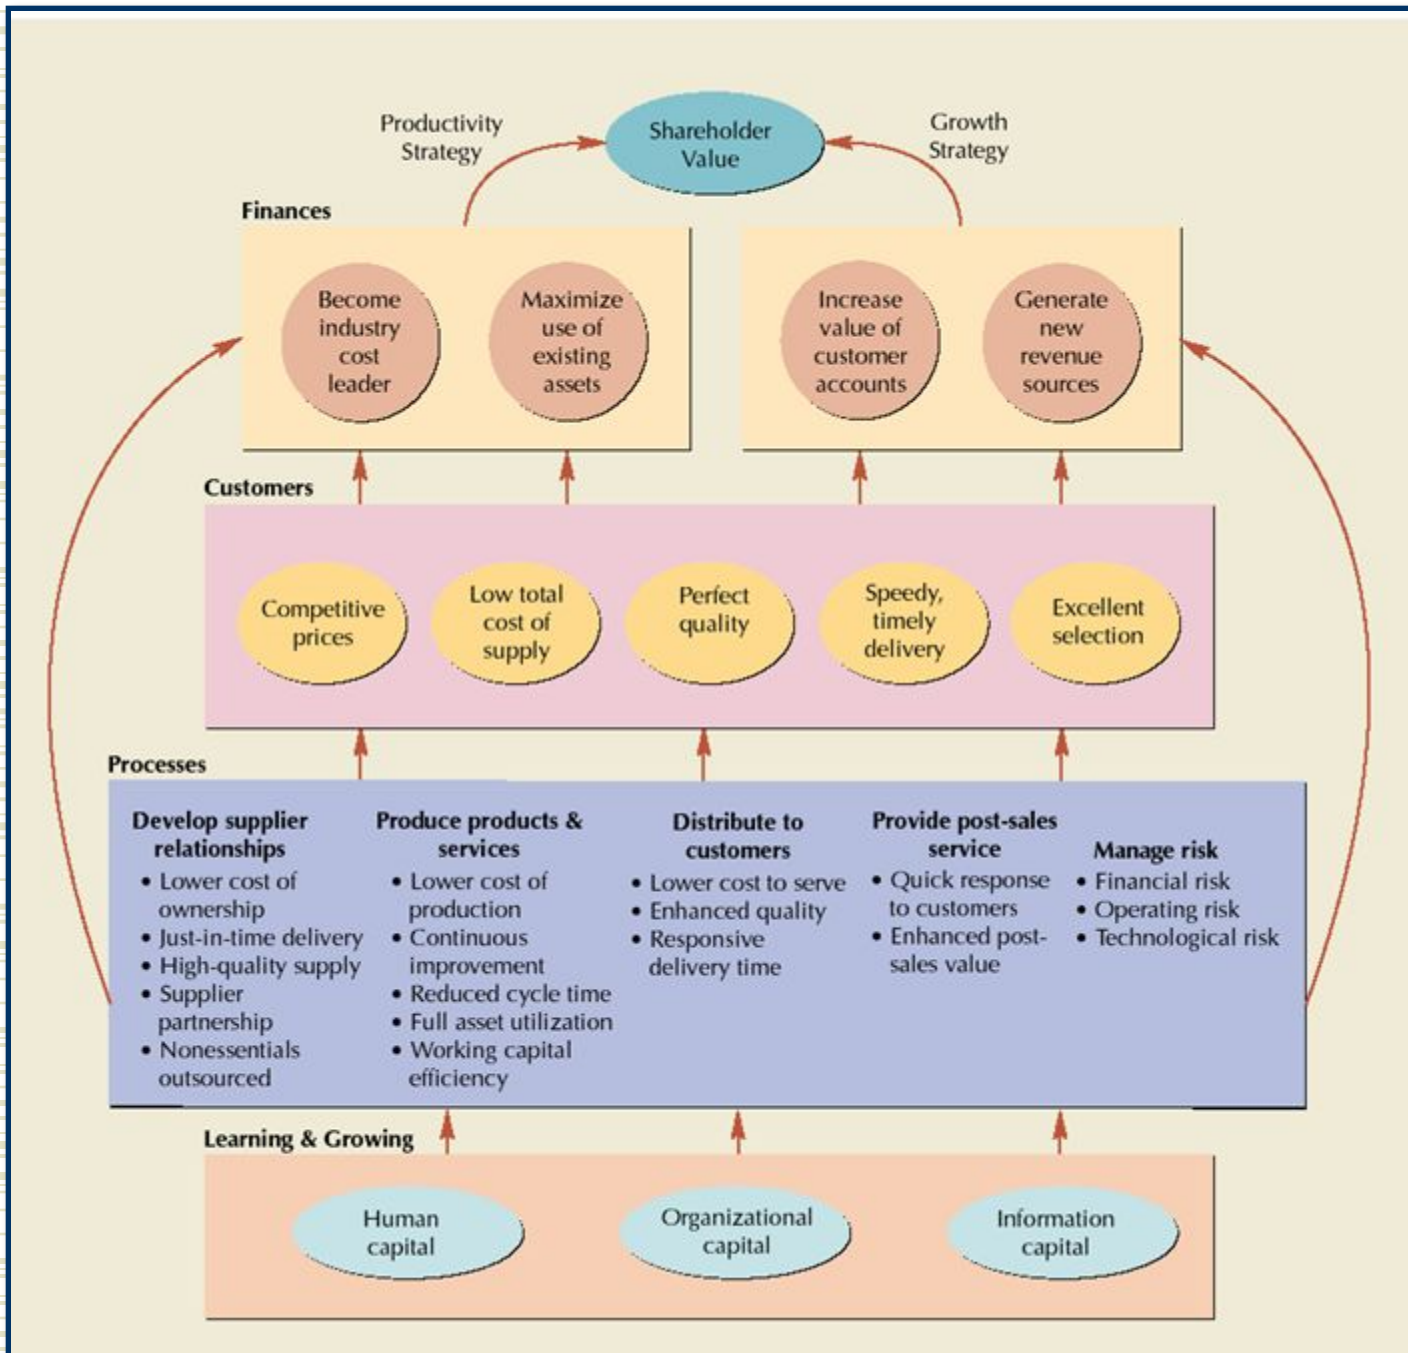 Productivity
Strategy
Shareholder
Value
Growth
Strategy
Finances
Become
industry
cost
leader
Maximize
use of
existing
assets
Increase
value of
customer
accounts
Generate
new
revenue
sources
Customers
Competitive
prices
Low total
cost of
supply
Perfect
quality
Speedy,
timely
delivery
Excellent
selection
Processes
Develop supplier
relationships
• Lower cost of
ownership
• Just-in-time delivery
• High-quality supply
• Supplier
partnership
• Nonessentials
outsourced
Produce products &
services
• Lower cost of
production
• Continuous
improvement
• Reduced cycle time
• Full asset utilization
• Working capital
efficiency
Distribute to
customers
• Lower cost to serve
• Enhanced quality
• Responsive
delivery time
Provide post-sales
service
• Quick response
to customers
• Enhanced post-
sales value
Manage risk
• Financial risk
• Operating risk
• Technological risk
Learning & Growing
Human
capital
Organizational
capital
Information
capital